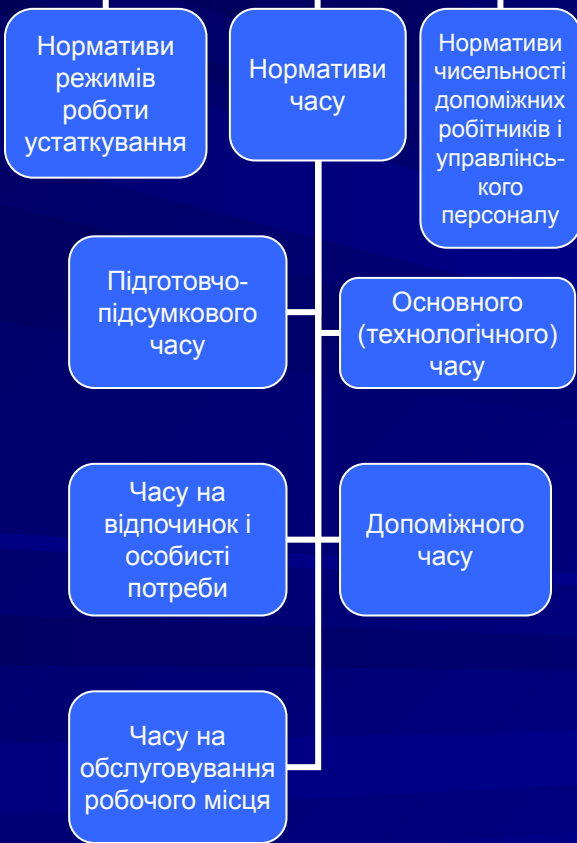 Нормативи
режимів
роботи
устаткування
Нормативи
часу
Нормативи
чисельності
допоміжних
робітників і
управлінсь-
кого
персоналу
Підготовчо-
підсумкового
часу
Основного
(технологічного)
часу
Часу на
відпочинок і
особисті
потреби
Допоміжного
часу
Часу на
обслуговування
робочого місця